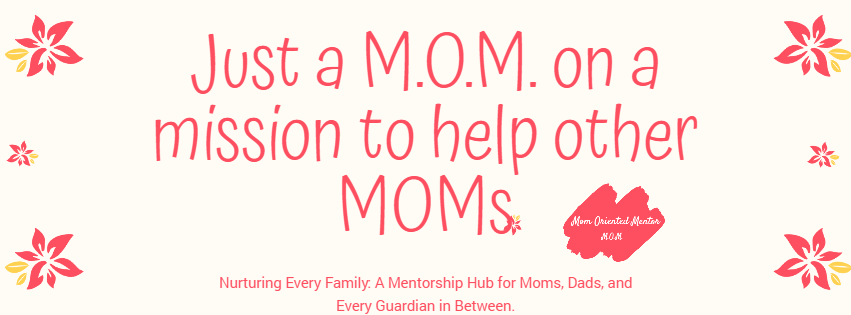 Just a M.O.M. on a
mission to help other
MOMs
Mom Oriented Mentor
M.O.M
Nurturing Every Family: A Mentorship Hub for Moms, Dads, and
Every Guardian in Between.